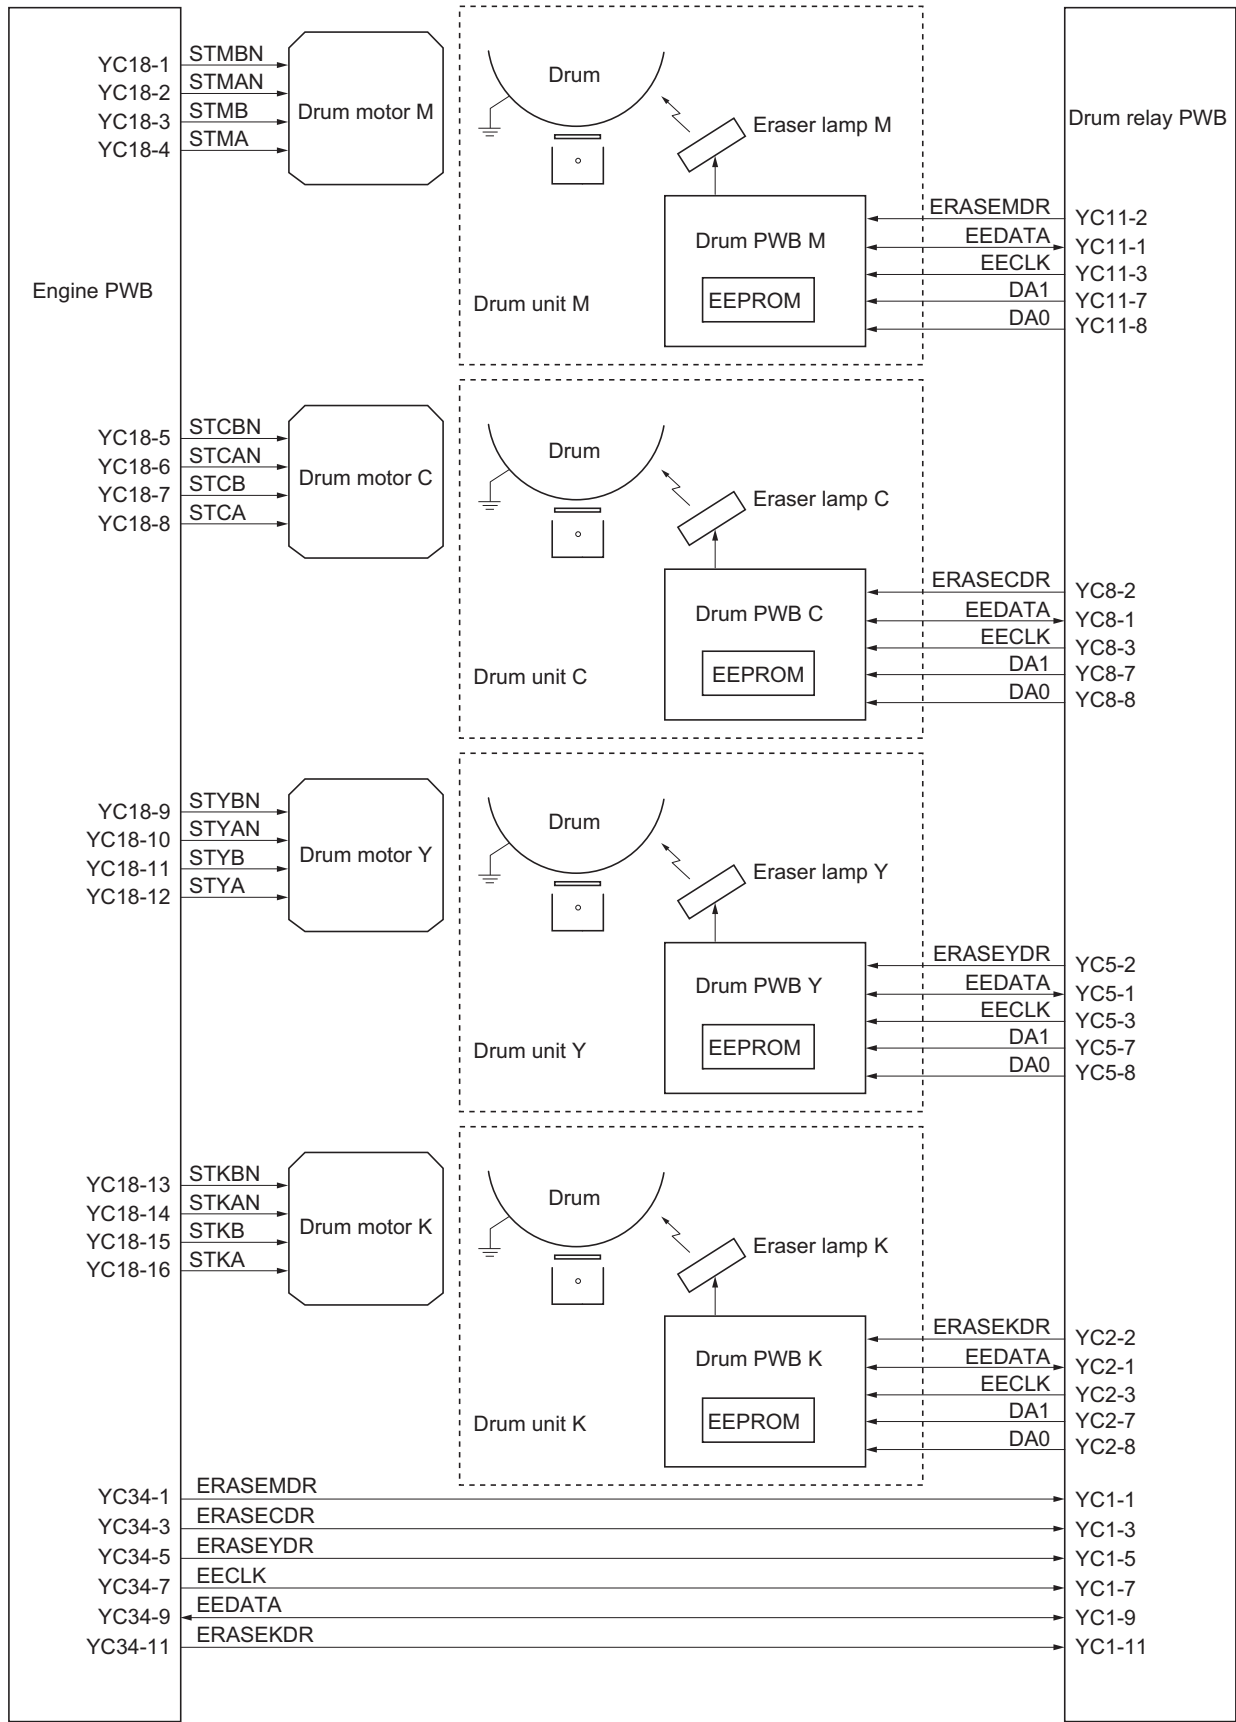 Engine PWB
Drum relay PWB
YC18-1 STMBN
YC18-2 STMAN
YC18-3 STMB
YC18-4 STMA
Drum motor M
Drum
Eraser lamp M
Drum PWB M
EEPROM
Drum unit M
ERASEMDR YC11-2
EEDATA YC11-1
EECLK YC11-3
DA1 YC11-7
DA0 YC11-8
YC18-5 STCBN
YC18-6 STCAN
YC18-7 STCB
YC18-8 STCA
Drum motor C
Drum
Eraser lamp C
Drum PWB C
EEPROM
Drum unit C
ERASECDR YC8-2
EEDATA YC8-1
EECLK YC8-3
DA1 YC8-7
DA0 YC8-8
YC18-9 STYBN
YC18-10 STYAN
YC18-11 STYB
YC18-12 STYA
Drum motor Y
Drum
Eraser lamp Y
Drum PWB Y
EEPROM
Drum unit Y
ERASEYDR YC5-2
EEDATA YC5-1
EECLK YC5-3
DA1 YC5-7
DA0 YC5-8
YC18-13 STKBN
YC18-14 STKAN
YC18-15 STKB
YC18-16 STKA
Drum motor K
Drum
Eraser lamp K
Drum PWB K
EEPROM
Drum unit K
ERASEKDR YC2-2
EEDATA YC2-1
EECLK YC2-3
DA1 YC2-7
DA0 YC2-8
YC34-1 ERASEMDR YC1-1
YC34-3 ERASECDR YC1-3
YC34-5 ERASEYDR YC1-5
YC34-7 EECLK YC1-7
YC34-9 EEDATA YC1-9
YC34-11 ERASEKDR YC1-11